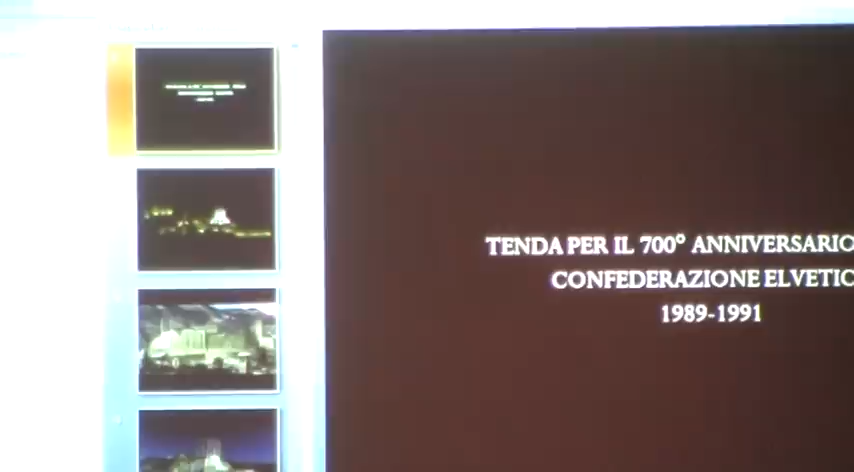 TENDA PER IL 700° ANNIVERSARIO
CONFEDERAZIONE ELVETIC
1989-1991